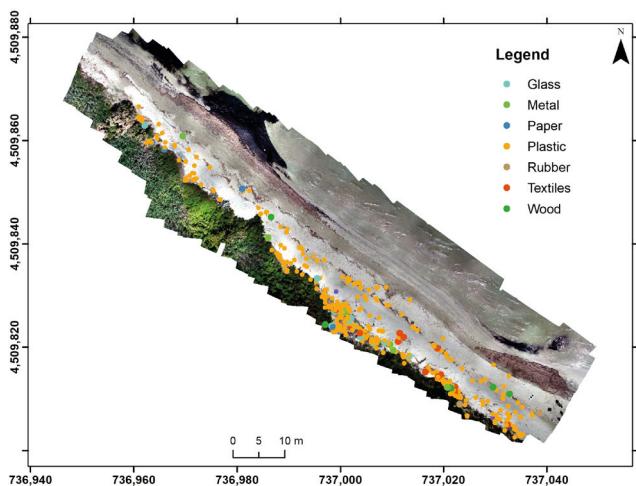 4,509,880
4,509,860
4,509,840
4,509,820
N
Legend
Glass
Metal
Paper
Plastic
Rubber
Textiles
Wood
0 5 10 m
736,940 736,960 736,980 737,000 737,020 737,040